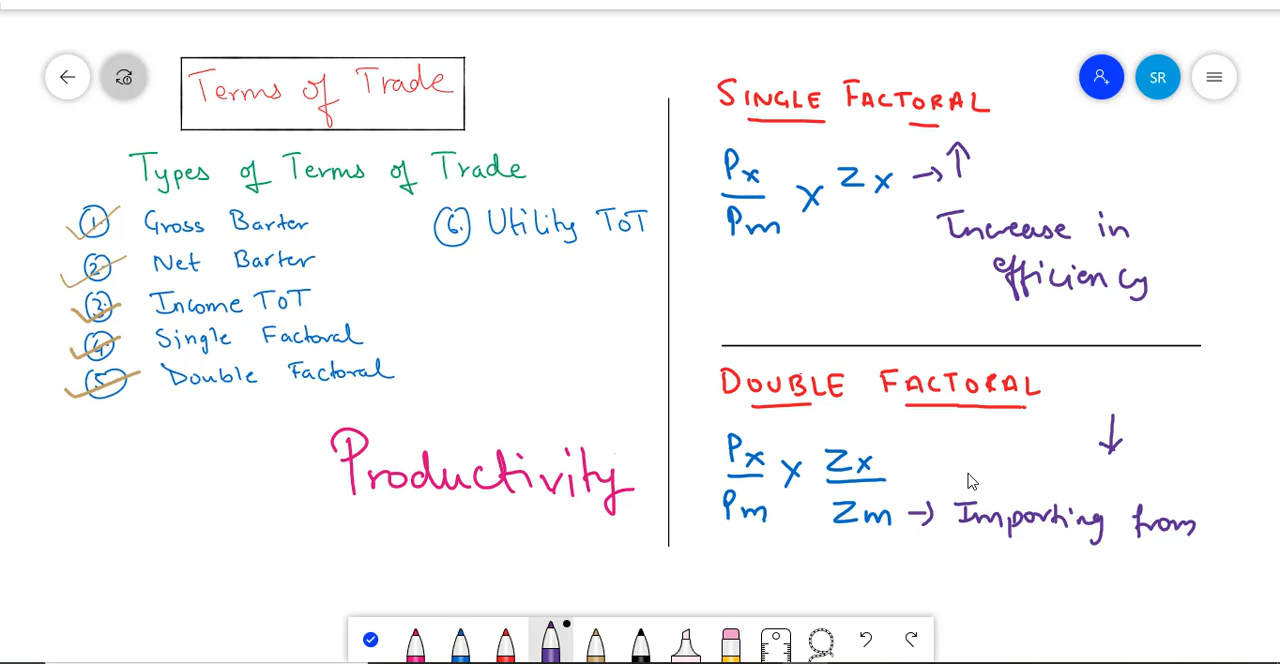 Terms of Trade
Types of Terms of Trade
1. Gross Barter
2. Net Barter
3. Income ToT
4. Single Factoral
5. Double Factoral
6. Utility ToT
Productivity
SINGLE FACTORAL
Px/Pm × Zx → ↑
Increase in
efficiency
DOUBLE FACTORAL
↓
Px/Pm × Zx/Zm → Importing from
SR